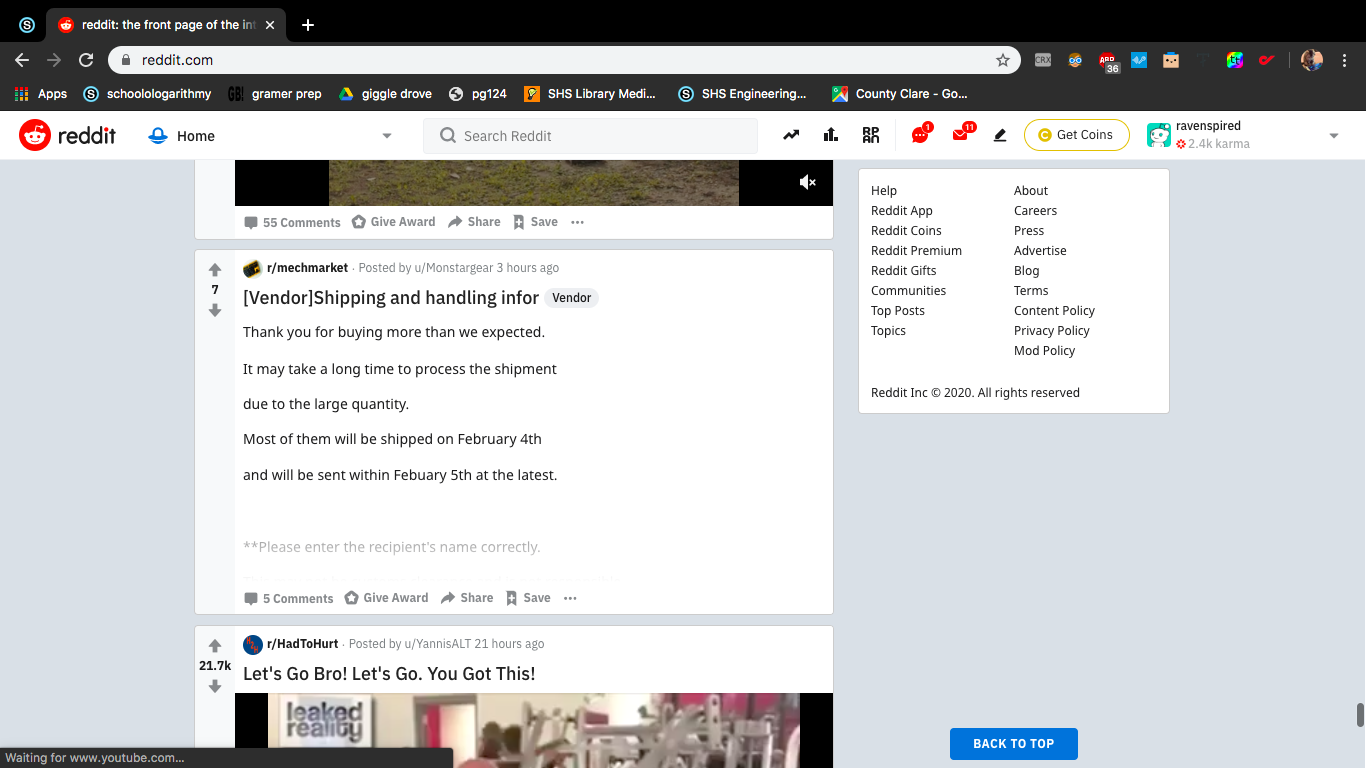 reddit: the front page of the int
reddit.com
CRX
ABP
36
Apps
schoolologarithmy
GB!
gramer prep
giggle drove
pg124
SHS Library Medi...
SHS Engineering...
County Clare - Go...
reddit
Home
Search Reddit
1
11
Get Coins
ravenspired
2.4k karma
55 Comments
Give Award
Share
Save
r/mechmarket · Posted by u/Monstargear 3 hours ago
7
[Vendor]Shipping and handling infor
Vendor
Thank you for buying more than we expected.
It may take a long time to process the shipment
due to the large quantity.
Most of them will be shipped on February 4th
and will be sent within Febuary 5th at the latest.
**Please enter the recipient's name correctly.
5 Comments
Give Award
Share
Save
r/HadToHurt · Posted by u/YannisALT 21 hours ago
21.7k
Let's Go Bro! Let's Go. You Got This!
leaked
reality
Help
Reddit App
Reddit Coins
Reddit Premium
Reddit Gifts
Communities
Top Posts
Topics
About
Careers
Press
Advertise
Blog
Terms
Content Policy
Privacy Policy
Mod Policy
Reddit Inc © 2020. All rights reserved
BACK TO TOP
Waiting for www.youtube.com...